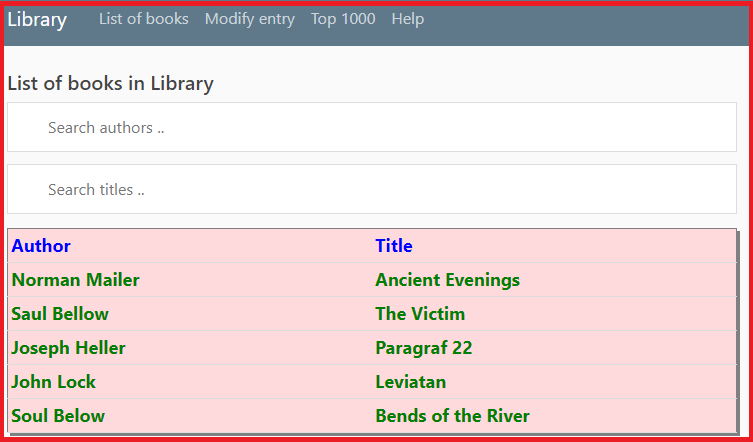 Library List of books Modify entry Top 1000 Help
List of books in Library
Search authors ..
Search titles ..
Author Title
Norman Mailer Ancient Evenings
Saul Bellow The Victim
Joseph Heller Paragraf 22
John Lock Leviatan
Soul Below Bends of the River